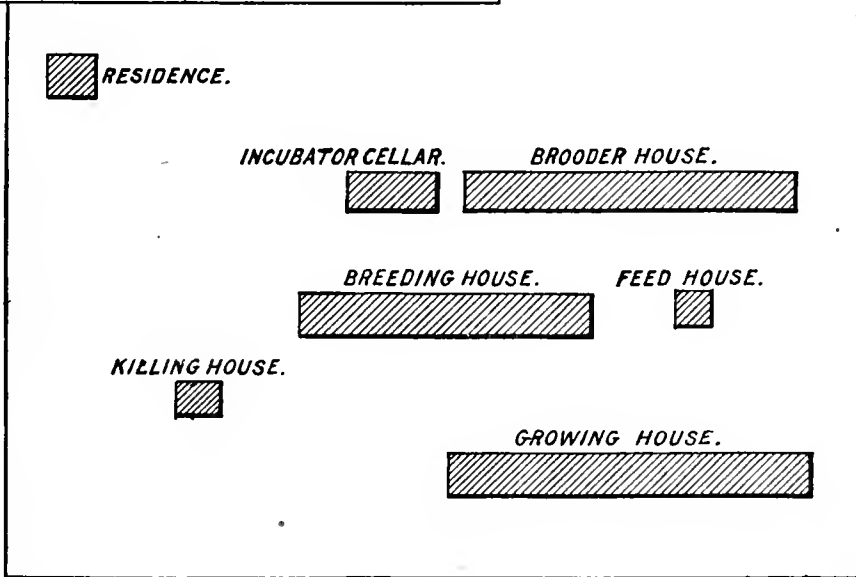 RESIDENCE.
INCUBATOR CELLAR.
BROODER HOUSE.
BREEDING HOUSE.
FEED HOUSE.
KILLING HOUSE.
GROWING HOUSE.